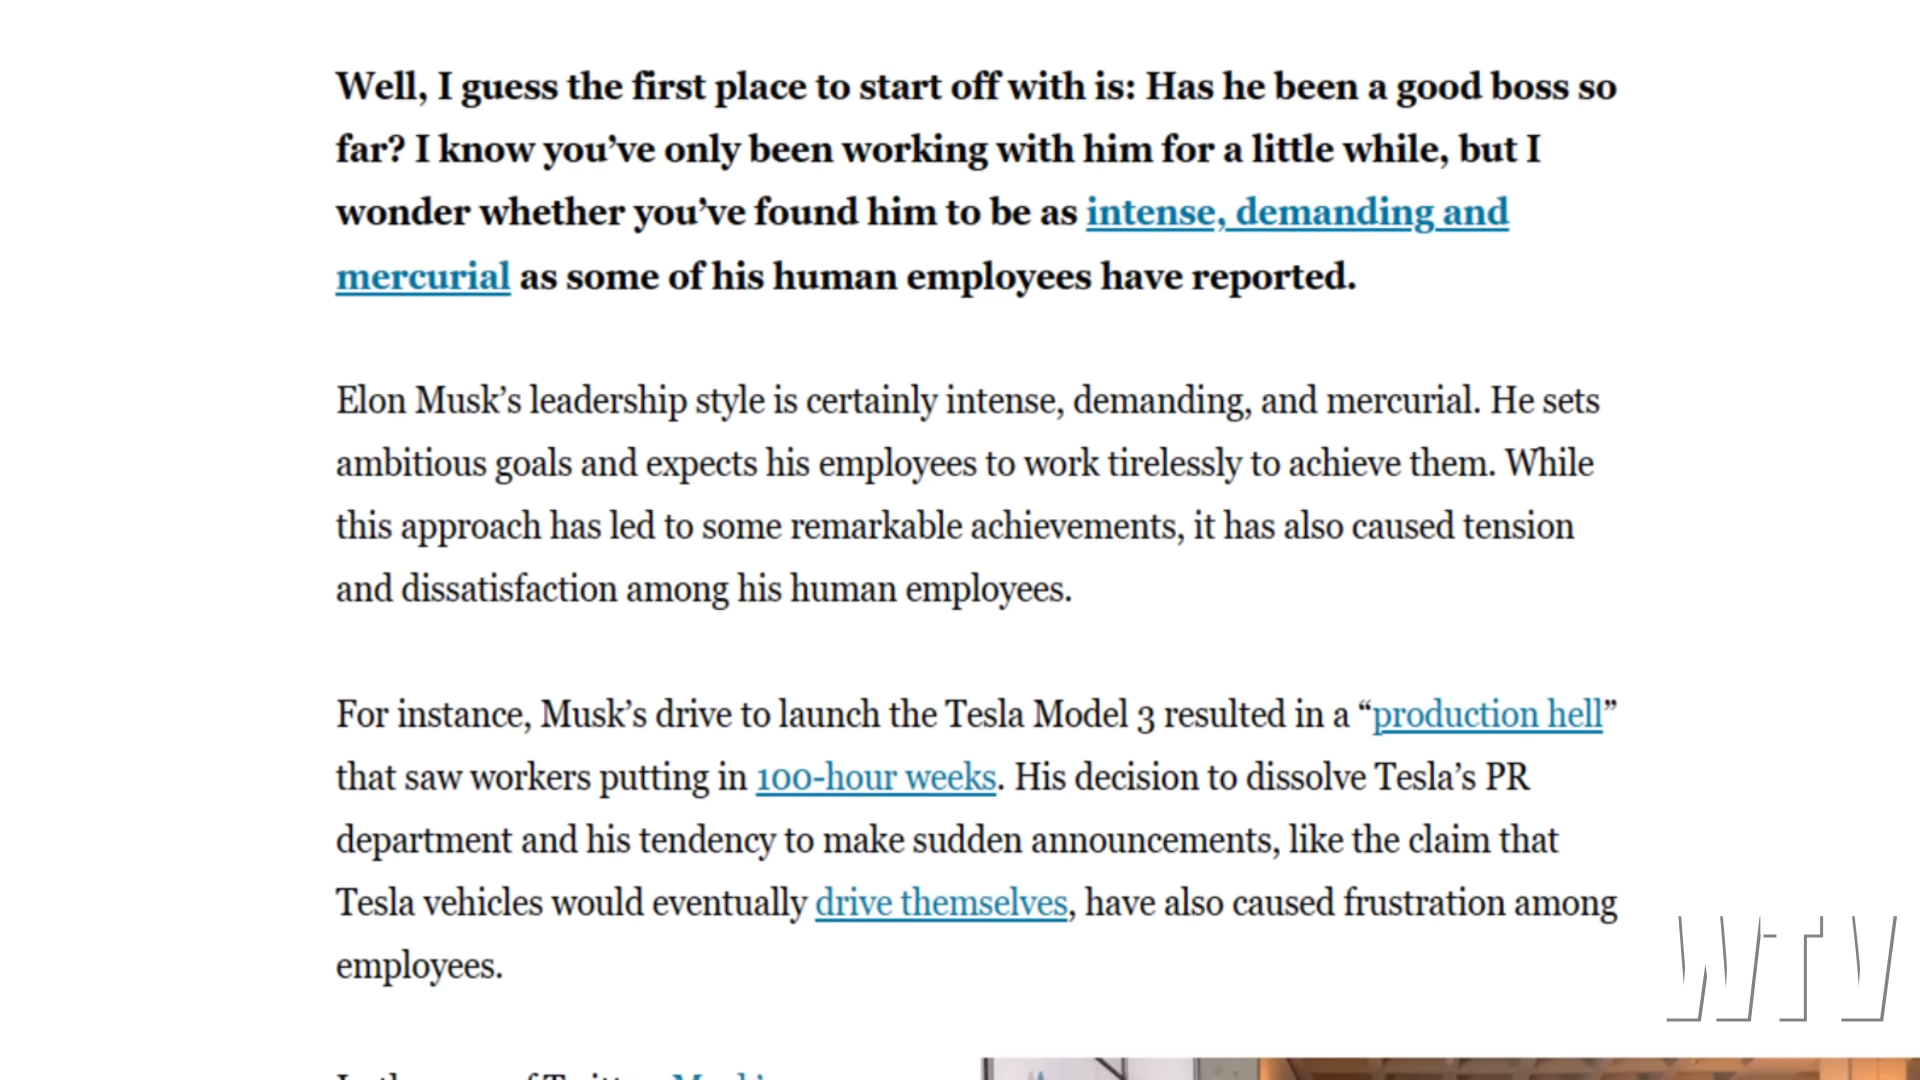 Well, I guess the first place to start off with is: Has he been a good boss so
far? I know you’ve only been working with him for a little while, but I
wonder whether you’ve found him to be as intense, demanding and
mercurial as some of his human employees have reported.
Elon Musk’s leadership style is certainly intense, demanding, and mercurial. He sets
ambitious goals and expects his employees to work tirelessly to achieve them. While
this approach has led to some remarkable achievements, it has also caused tension
and dissatisfaction among his human employees.
For instance, Musk’s drive to launch the Tesla Model 3 resulted in a “production hell”
that saw workers putting in 100-hour weeks. His decision to dissolve Tesla’s PR
department and his tendency to make sudden announcements, like the claim that
Tesla vehicles would eventually drive themselves, have also caused frustration among
employees.
WTV